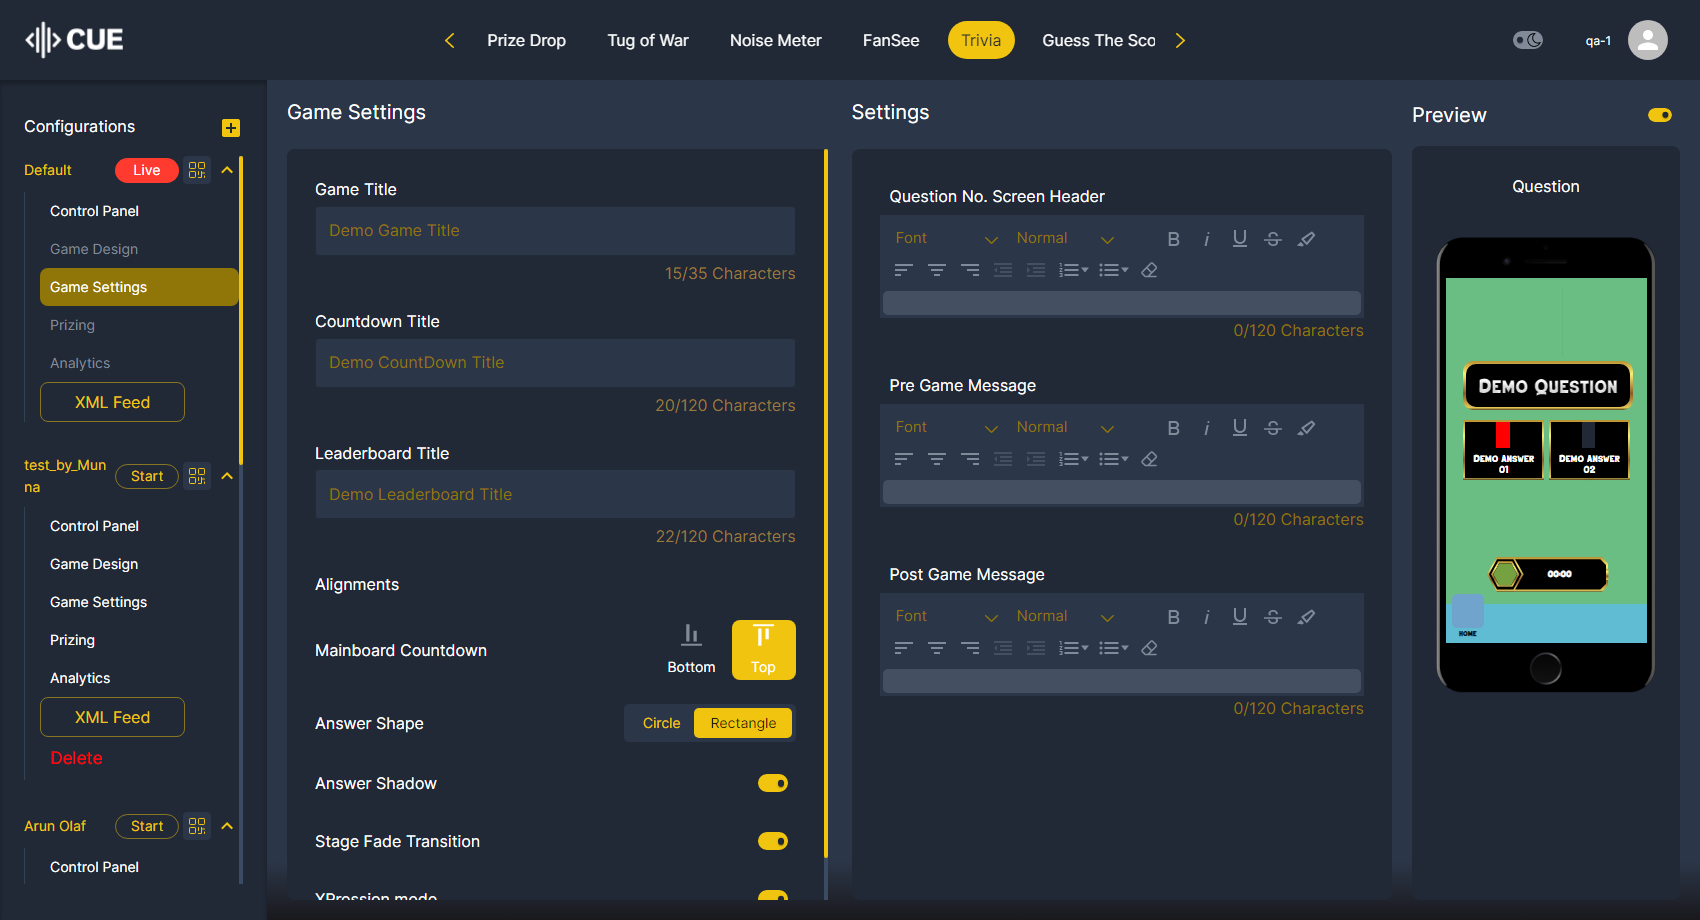 CUE
Prize Drop
Tug of War
Noise Meter
FanSee
Trivia
Guess The Sco
qa-1
Configurations
Default
Live
Control Panel
Game Design
Game Settings
Prizing
Analytics
XML Feed
test_by_Mun
na
Start
Control Panel
Game Design
Game Settings
Prizing
Analytics
XML Feed
Delete
Arun Olaf
Start
Control Panel
Game Settings
Game Title
Demo Game Title
15/35 Characters
Countdown Title
Demo CountDown Title
20/120 Characters
Leaderboard Title
Demo Leaderboard Title
22/120 Characters
Alignments
Mainboard Countdown
Bottom
Top
Answer Shape
Circle
Rectangle
Answer Shadow
Stage Fade Transition
XPression mode
Settings
Question No. Screen Header
Font
Normal
B i U S
0/120 Characters
Pre Game Message
Font
Normal
B i U S
0/120 Characters
Post Game Message
Font
Normal
B i U S
0/120 Characters
Preview
Question
Demo Question
Demo Answer
01
Demo Answer
02
00:00
HOME